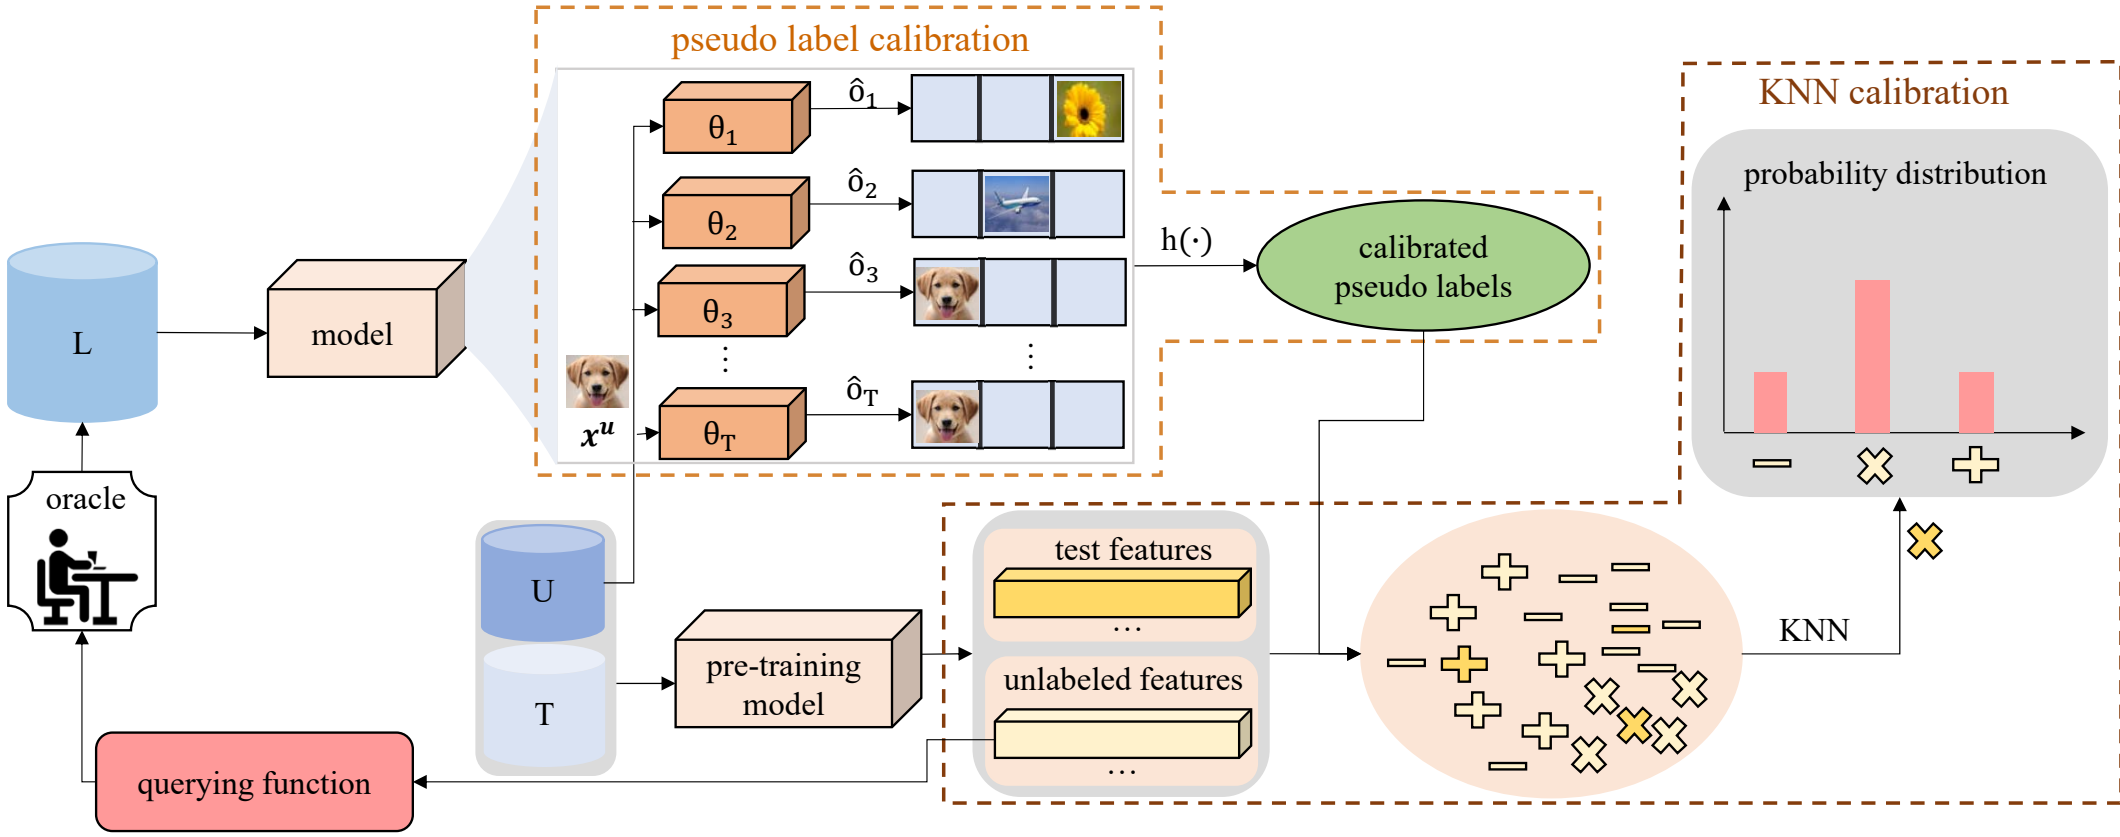 pseudo label calibration
θ1
ô1
θ2
ô2
θ3
ô3
⋮
⋮
θT
ôT
x^u
h(·)
calibrated
pseudo labels
KNN calibration
probability distribution
L
model
oracle
U
T
pre-training
model
test features
...
unlabeled features
...
KNN
querying function